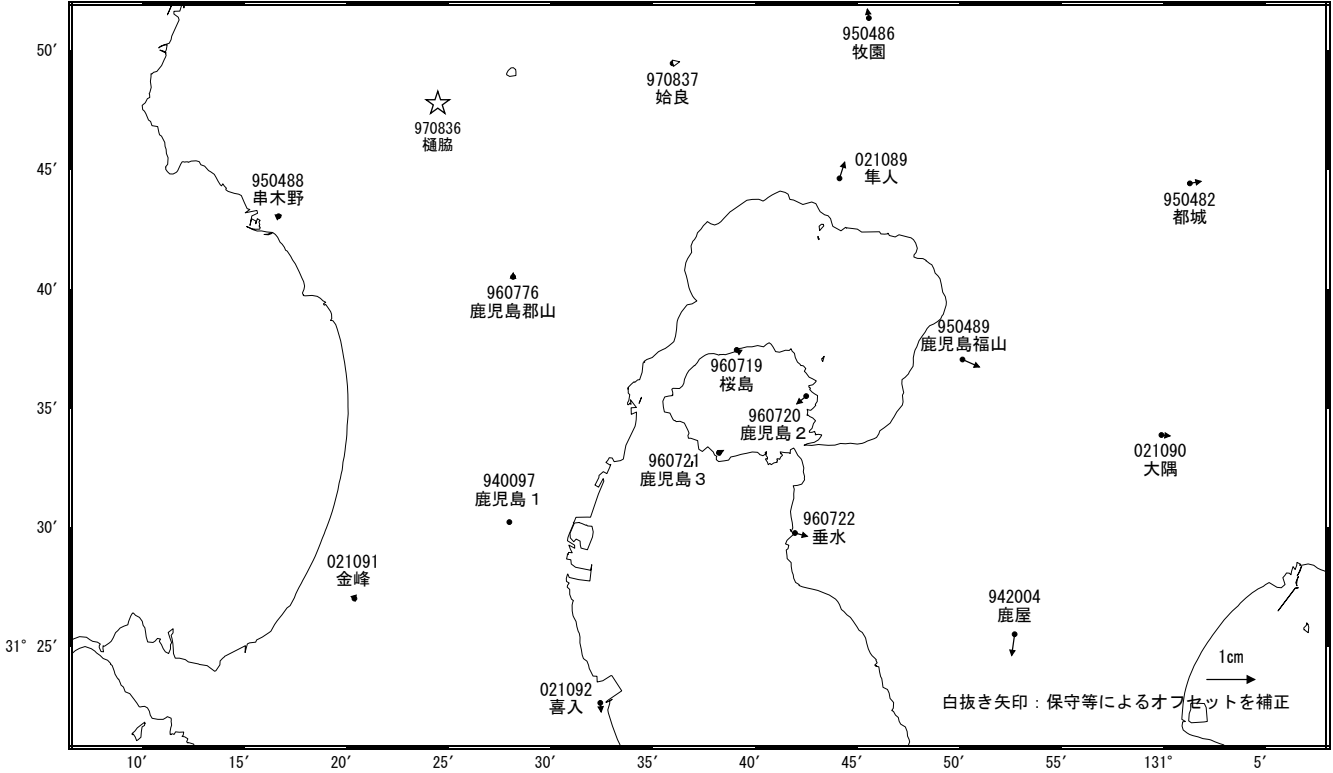 950486
牧園
50′
970837
姶良
970836
樋脇
021089
隼人
45′
950488
串木野
950482
都城
40′
960776
鹿児島郡山
950489
鹿児島福山
960719
桜島
35′
960720
鹿児島２
021090
大隅
960721
鹿児島３
940097
鹿児島１
30′
960722
垂水
021091
金峰
942004
鹿屋
31° 25′
1cm
021092
喜入
白抜き矢印：保守等によるオフセットを補正
10′ 15′ 20′ 25′ 30′ 35′ 40′ 45′ 50′ 55′ 131° 5′